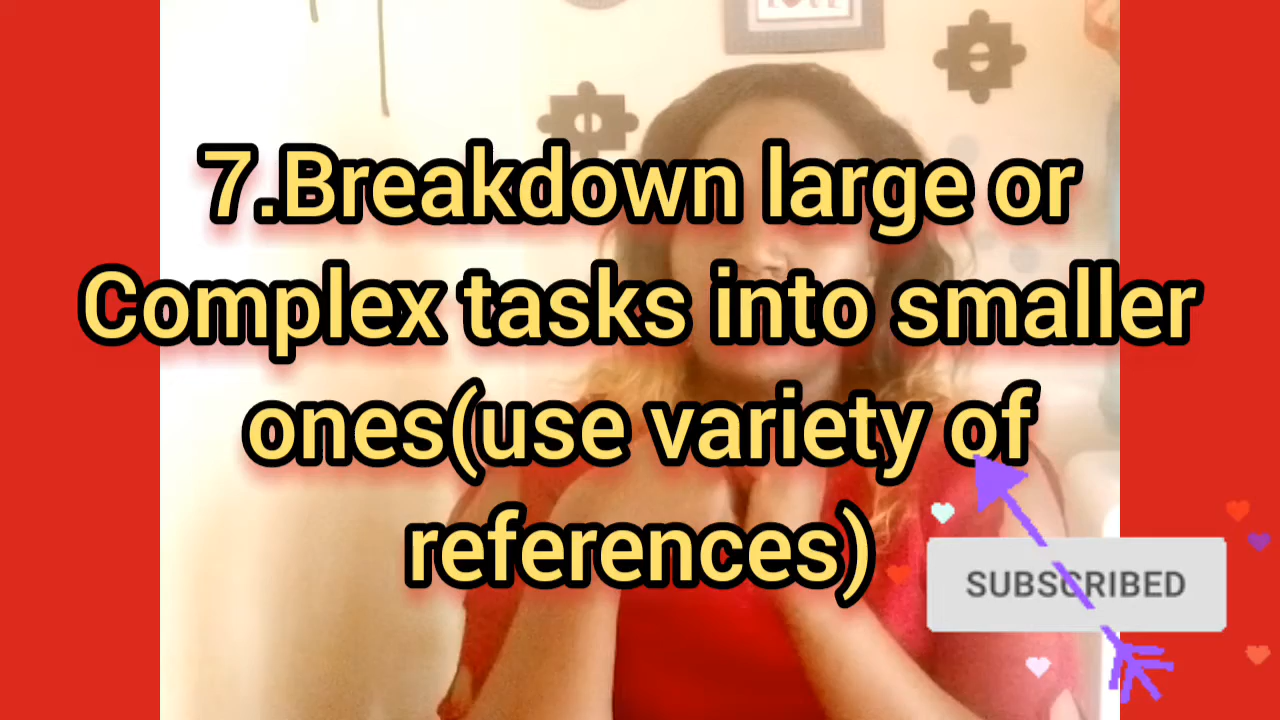 7.Breakdown large or
Complex tasks into smaller
ones(use variety of
references)
SUBSCRIBED